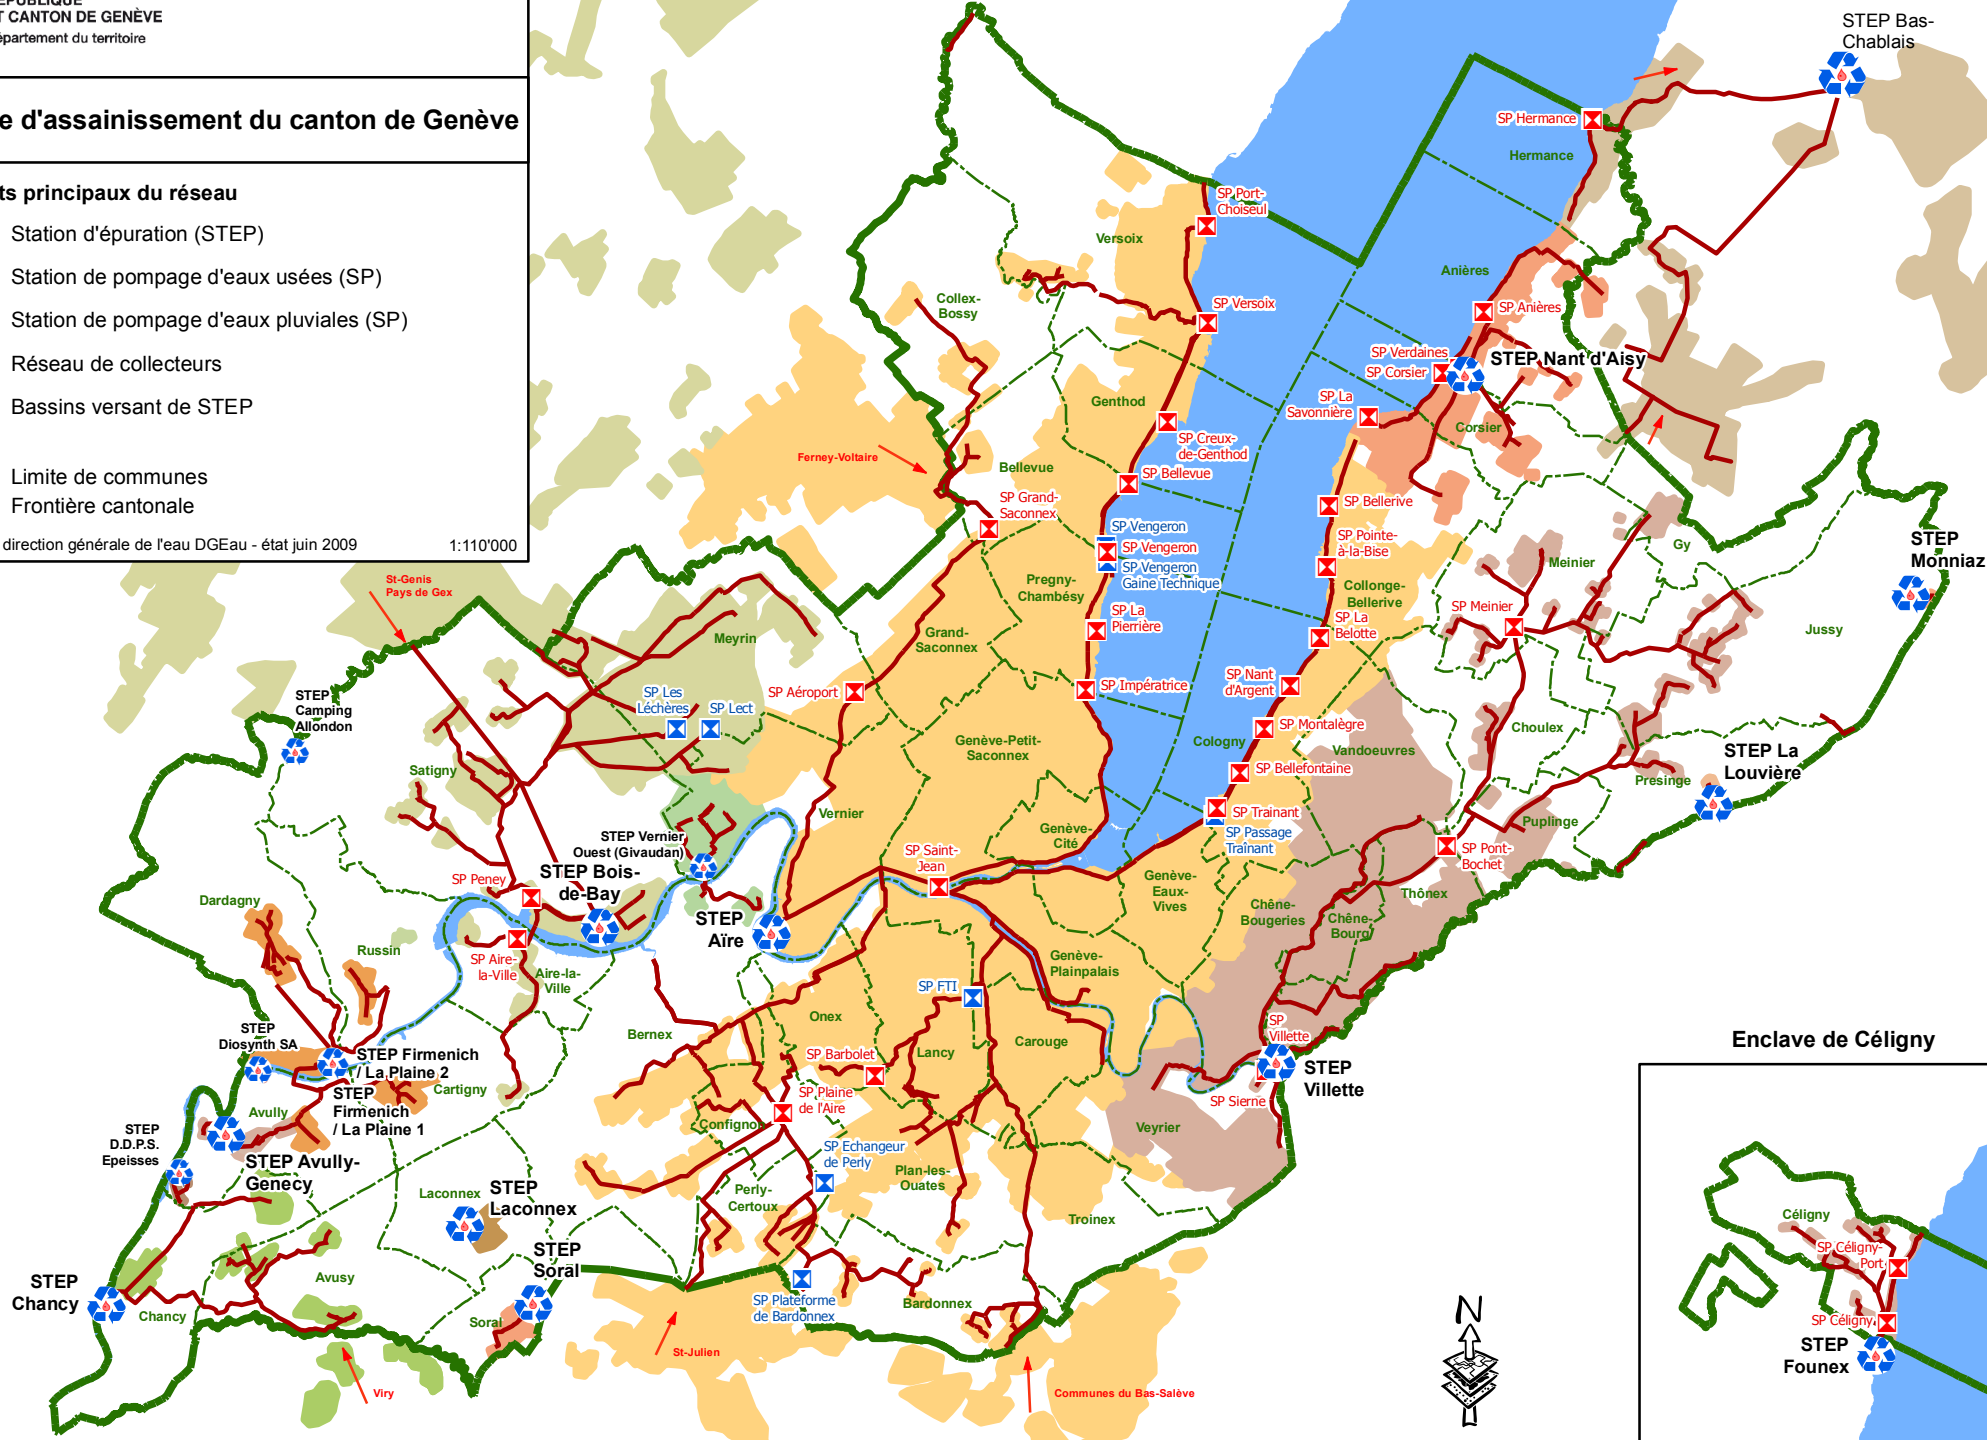 ET CANTON DE GENÈVE
épartement du territoire
e d'assainissement du canton de Genève
ts principaux du réseau
Station d'épuration (STEP)
Station de pompage d'eaux usées (SP)
Station de pompage d'eaux pluviales (SP)
Réseau de collecteurs
Bassins versant de STEP
Limite de communes
Frontière cantonale
direction générale de l'eau DGEau - état juin 2009
1:110'000
STEP Bas-
Chablais
SP Hermance
Hermance
SP Port-
Choiseul
Versoix
Anières
SP Versoix
SP Anières
Collex-
Bossy
SP Verdaines
SP Corsier
STEP Nant d'Aisy
SP La
Savonnière
Corsier
Genthod
SP Creux-
de-Genthod
Ferney-Voltaire
Bellevue
SP Bellevue
SP Grand-
Saconnex
SP Bellerive
SP Vengeron
SP Vengeron
SP Vengeron
Gaine Technique
SP Pointe-
à-la-Bise
Collonge-
Bellerive
Meinier
Gy
STEP
Monniaz
St-Genis
Pays de Gex
Pregny-
Chambésy
SP La
Pierrière
SP La
Belotte
SP Meinier
Jussy
Meyrin
Grand-
Saconnex
SP Les
Léchères
SP Lect
SP Aéroport
SP Impératrice
SP Nant
d'Argent
STEP
Camping
Allondon
SP Montalègre
Choulex
Genève-Petit-
Saconnex
Cologny
Vandoeuvres
STEP La
Louvière
Satigny
SP Bellefontaine
Presinge
Vernier
SP Trainant
SP Passage
Traînant
Puplinge
STEP Vernier
Ouest (Givaudan)
Genève-
Cité
SP Saint-
Jean
SP Pont-
Bochet
SP Peney
STEP Bois-
de-Bay
Genève-
Eaux-
Vives
Thônex
Dardagny
STEP
Aïre
Chêne-
Bougeries
Chêne-
Bourg
Russin
SP Aire-
la-Ville
Aire-la-
Ville
Genève-
Plainpalais
SP FTI
Onex
Bernex
STEP
Diosynth SA
STEP Firmenich
/ La Plaine 2
SP Barbolet
Lancy
Carouge
SP
Villette
STEP
Villette
Enclave de Céligny
Cartigny
STEP
Firmenich
/ La Plaine 1
Avully
SP Plaine
de l'Aire
SP Sierne
Confignon
Veyrier
STEP
D.D.P.S.
Epeisses
STEP Avully-
Genecy
SP Echangeur
de Perly
Plan-les-
Ouates
Laconnex
STEP
Laconnex
Perly-
Certoux
Troinex
Céligny
STEP
Soral
SP Céligny-
Port
STEP
Chancy
Avusy
Chancy
Soral
SP Plateforme
de Bardonnex
Bardonnex
SP Céligny
N
STEP
Founex
St-Julien
Viry
Communes du Bas-Salève